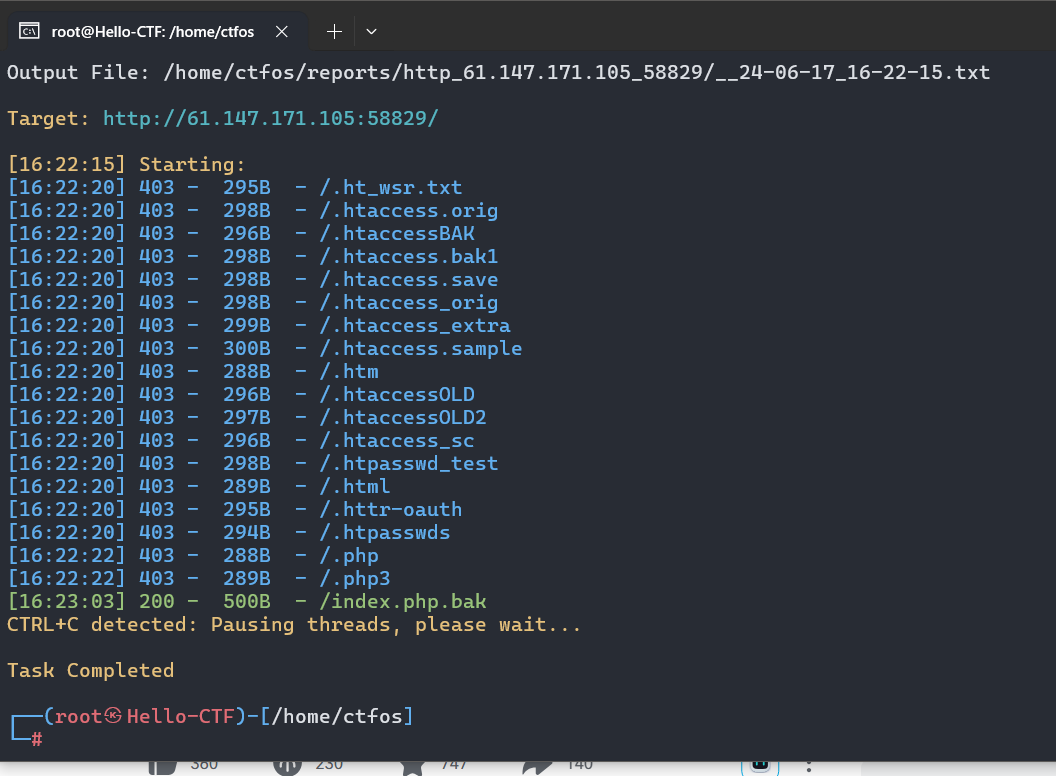 root@Hello-CTF: /home/ctfos
Output File: /home/ctfos/reports/http_61.147.171.105_58829/__24-06-17_16-22-15.txt
Target: http://61.147.171.105:58829/
[16:22:15] Starting:
[16:22:20] 403 -  295B  - /.ht_wsr.txt
[16:22:20] 403 -  298B  - /.htaccess.orig
[16:22:20] 403 -  296B  - /.htaccessBAK
[16:22:20] 403 -  298B  - /.htaccess.bak1
[16:22:20] 403 -  298B  - /.htaccess.save
[16:22:20] 403 -  298B  - /.htaccess_orig
[16:22:20] 403 -  299B  - /.htaccess_extra
[16:22:20] 403 -  300B  - /.htaccess.sample
[16:22:20] 403 -  288B  - /.htm
[16:22:20] 403 -  296B  - /.htaccessOLD
[16:22:20] 403 -  297B  - /.htaccessOLD2
[16:22:20] 403 -  296B  - /.htaccess_sc
[16:22:20] 403 -  298B  - /.htpasswd_test
[16:22:20] 403 -  289B  - /.html
[16:22:20] 403 -  295B  - /.httr-oauth
[16:22:20] 403 -  294B  - /.htpasswds
[16:22:22] 403 -  288B  - /.php
[16:22:22] 403 -  289B  - /.php3
[16:23:03] 200 -  500B  - /index.php.bak
CTRL+C detected: Pausing threads, please wait...
Task Completed
┌──(root㉿Hello-CTF)-[/home/ctfos]
└─#
360 230 747 140